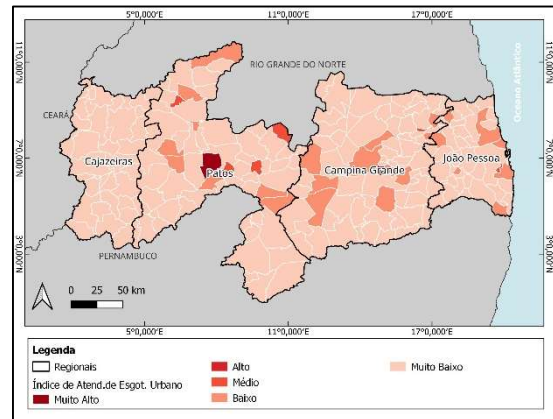 5°0,000'E 11°0,000'E 17°0,000'E
11°0,000'N 11°0,000'N
RIO GRANDE DO NORTE
Oceano Atlântico
CEARÁ
7°0,000'N 7°0,000'N
Cajazeiras
Patos
Campina Grande
João Pessoa
3°0,000'N 3°0,000'N
PERNAMBUCO
0 25 50 km
5°0,000'E 11°0,000'E 17°0,000'E
Legenda
Regionais
Índice de Atend.de Esgot. Urbano
Muito Alto
Alto
Médio
Baixo
Muito Baixo